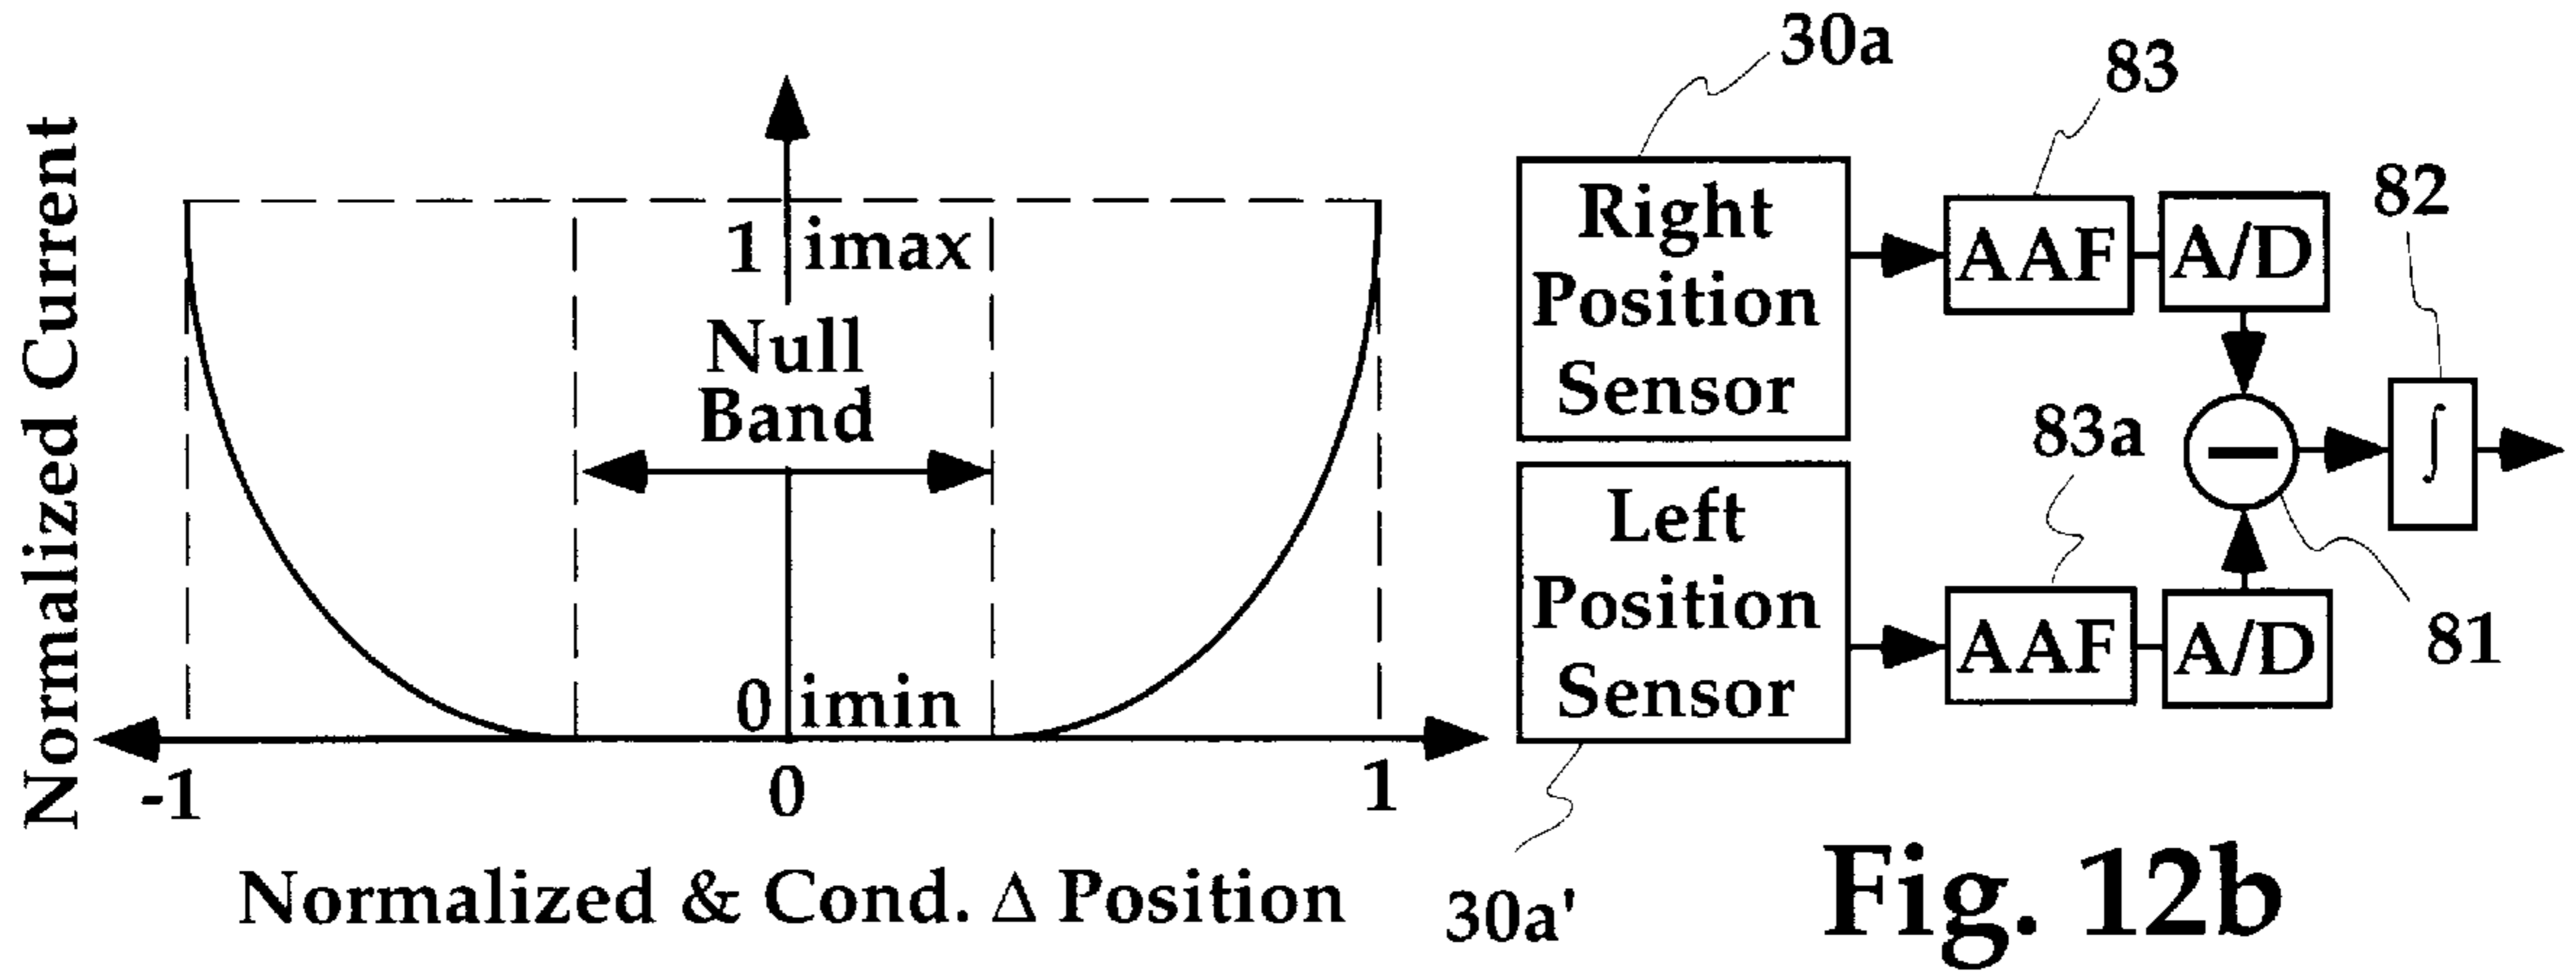 Normalized Current
1 imax
Null
Band
0 imin
-1
0
1
Normalized & Cond. Δ Position
30a
83
82
Right
Position
Sensor
AAF
A/D
83a
∫
Left
Position
Sensor
AAF
A/D
81
30a'
Fig. 12b